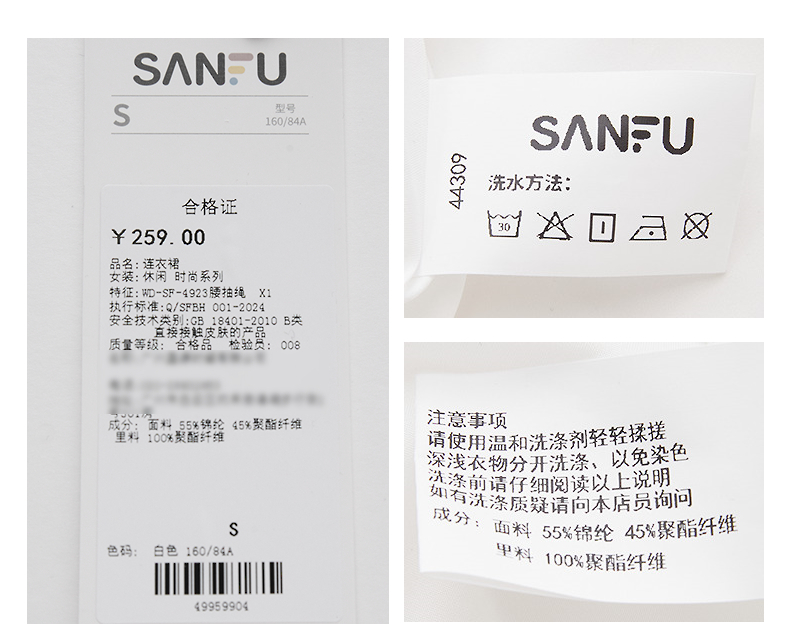 SANFU
S
型号
160/84A
合格证
￥259.00
品名:连衣裙
女装:休闲 时尚系列
特征:WD-SF-4923腰抽绳 X1
执行标准:Q/SFBH 001-2024
安全技术类别:GB 18401-2010 B类
直接接触皮肤的产品
质量等级: 合格品 检验员: 008
成分: 面料 55%锦纶 45%聚酯纤维
里料 100%聚酯纤维
S
色码: 白色 160/84A
49959904
SANFU
44309
洗水方法:
30
注意事项
请使用温和洗涤剂轻轻揉搓
深浅衣物分开洗涤、以免染色
洗涤前请仔细阅读以上说明
如有洗涤质疑请向本店员询问
成分: 面料 55%锦纶 45%聚酯纤维
里料 100%聚酯纤维